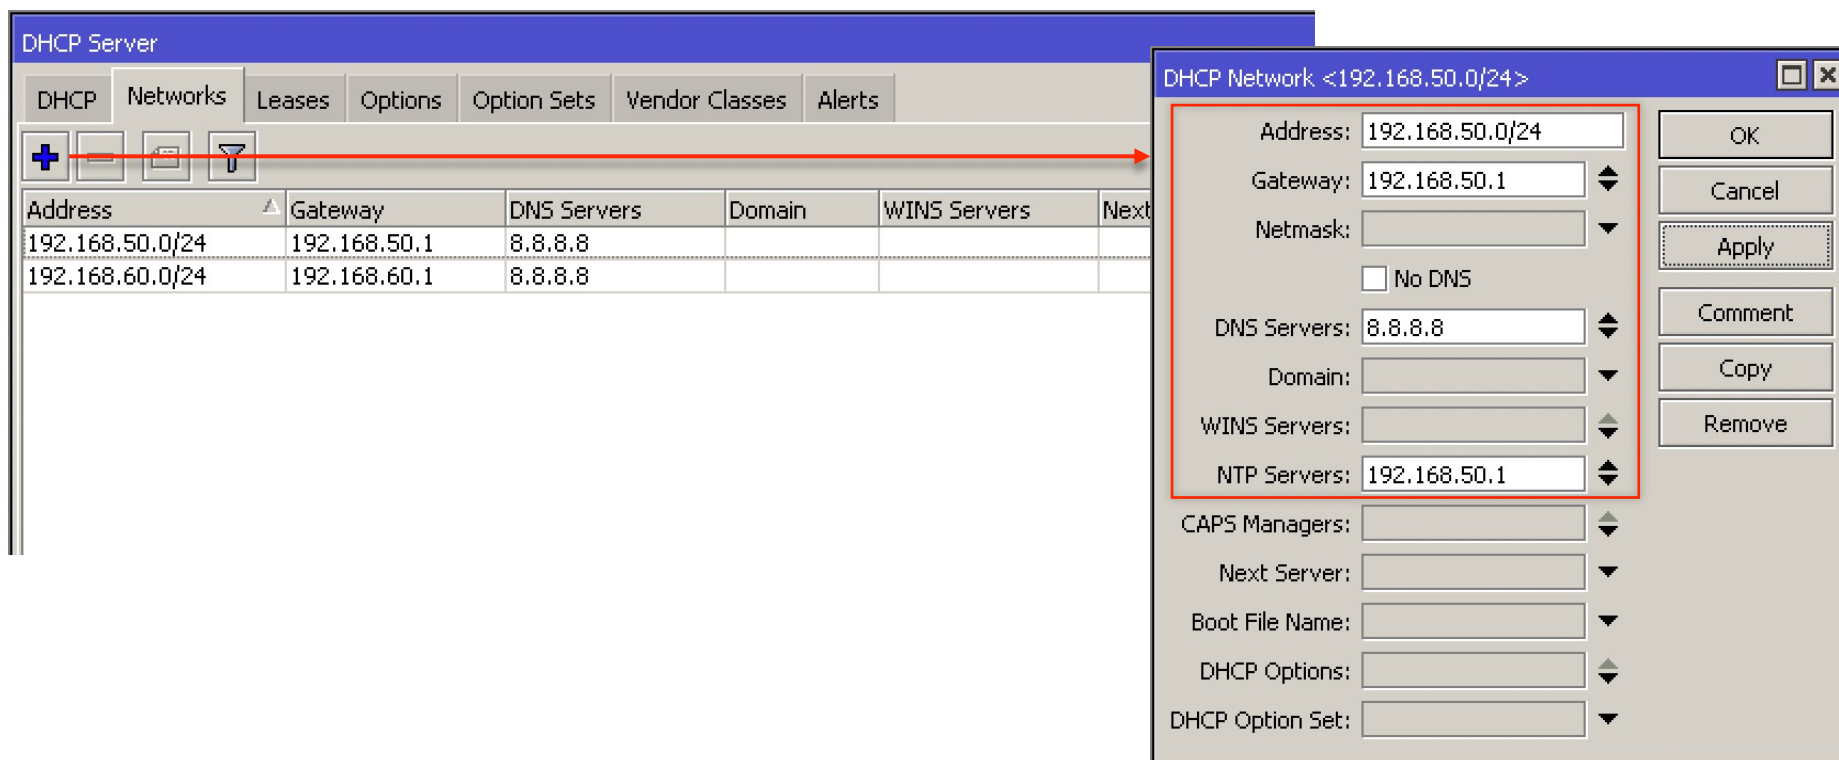 DHCP Server
DHCP Networks Leases Options Option Sets Vendor Classes Alerts
Address Gateway DNS Servers Domain WINS Servers Next
192.168.50.0/24 192.168.50.1 8.8.8.8
192.168.60.0/24 192.168.60.1 8.8.8.8
DHCP Network <192.168.50.0/24>
Address: 192.168.50.0/24
Gateway: 192.168.50.1
Netmask:
No DNS
DNS Servers: 8.8.8.8
Domain:
WINS Servers:
NTP Servers: 192.168.50.1
CAPS Managers:
Next Server:
Boot File Name:
DHCP Options:
DHCP Option Set:
OK
Cancel
Apply
Comment
Copy
Remove